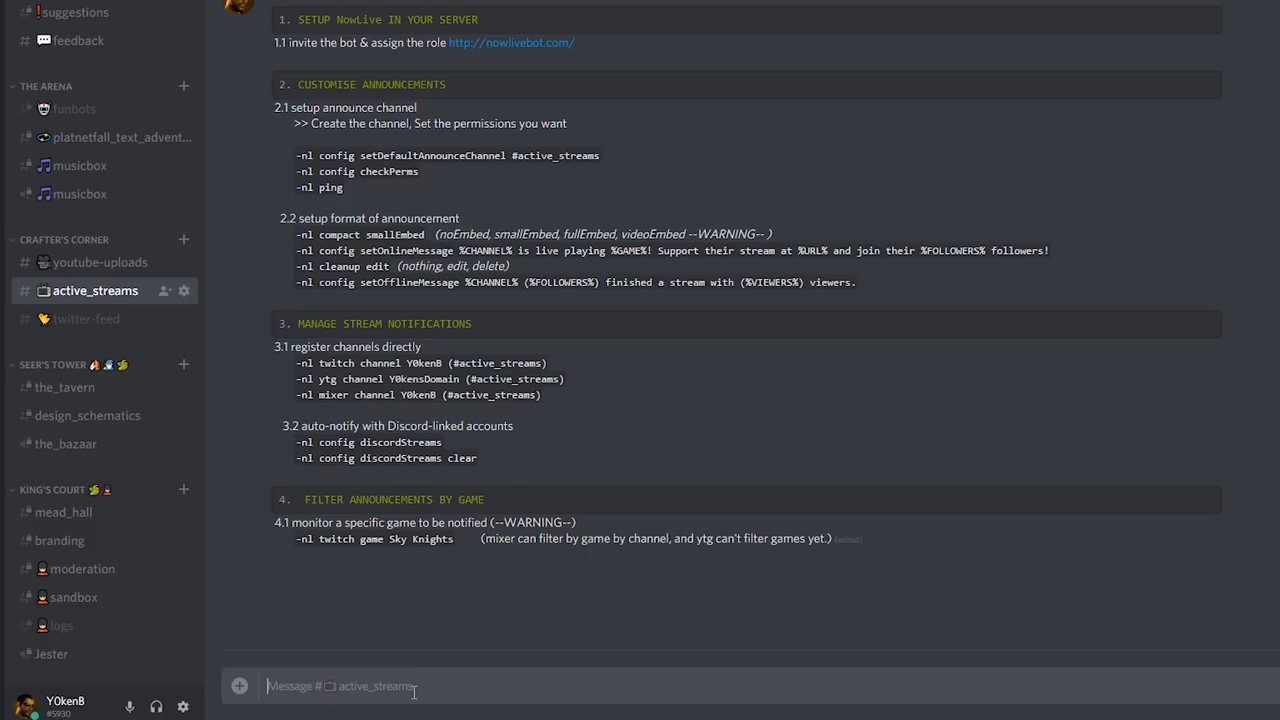 suggestions
feedback
THE ARENA
funbots
platnetfall_text_advent...
musicbox
musicbox
CRAFTER'S CORNER
youtube-uploads
active_streams
twitter-feed
SEER'S TOWER
the_tavern
design_schematics
the_bazaar
KING'S COURT
mead_hall
branding
moderation
sandbox
logs
Jester
Y0kenB
#5930
1. SETUP NowLive IN YOUR SERVER
1.1 invite the bot & assign the role http://nowlivebot.com/
2. CUSTOMISE ANNOUNCEMENTS
2.1 setup announce channel
>> Create the channel, Set the permissions you want
-nl config setDefaultAnnounceChannel #active_streams
-nl config checkPerms
-nl ping
2.2 setup format of announcement
-nl compact smallEmbed (noEmbed, smallEmbed, fullEmbed, videoEmbed --WARNING-- )
-nl config setOnlineMessage %CHANNEL% is live playing %GAME%! Support their stream at %URL% and join their %FOLLOWERS% followers!
-nl cleanup edit (nothing, edit, delete)
-nl config setOfflineMessage %CHANNEL% (%FOLLOWERS%) finished a stream with (%VIEWERS%) viewers.
3. MANAGE STREAM NOTIFICATIONS
3.1 register channels directly
-nl twitch channel Y0kenB (#active_streams)
-nl ytg channel Y0kensDomain (#active_streams)
-nl mixer channel Y0kenB (#active_streams)
3.2 auto-notify with Discord-linked accounts
-nl config discordStreams
-nl config discordStreams clear
4. FILTER ANNOUNCEMENTS BY GAME
4.1 monitor a specific game to be notified (--WARNING--)
-nl twitch game Sky Knights (mixer can filter by game by channel, and ytg can't filter games yet.) (edited)
Message # active_streams